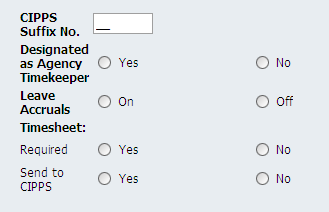 CIPPS
Suffix No. __
Designated
as Agency Yes No
Timekeeper
Leave
Accruals On Off
Timesheet:
Required Yes No
Send to
CIPPS Yes No